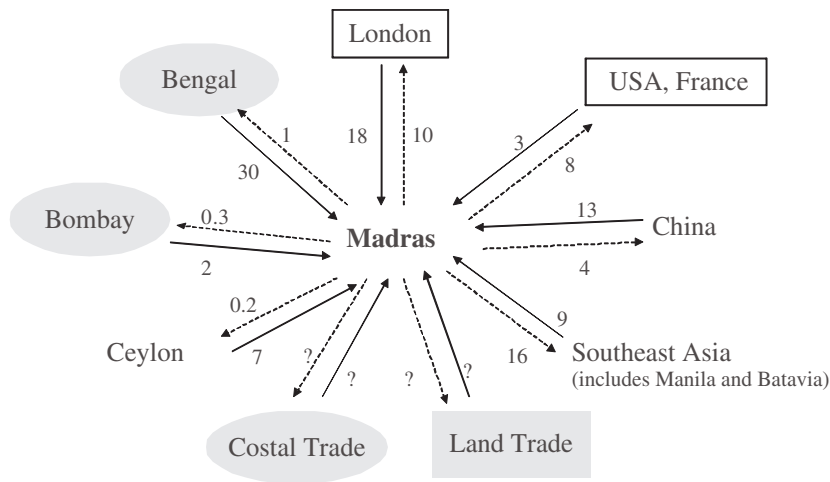 London
Bengal
USA, France
1
18
10
3
30
8
Bombay
0.3
13
China
Madras
2
4
0.2
9
Ceylon
7
?
16
Southeast Asia
(includes Manila and Batavia)
?
?
?
Costal Trade
Land Trade